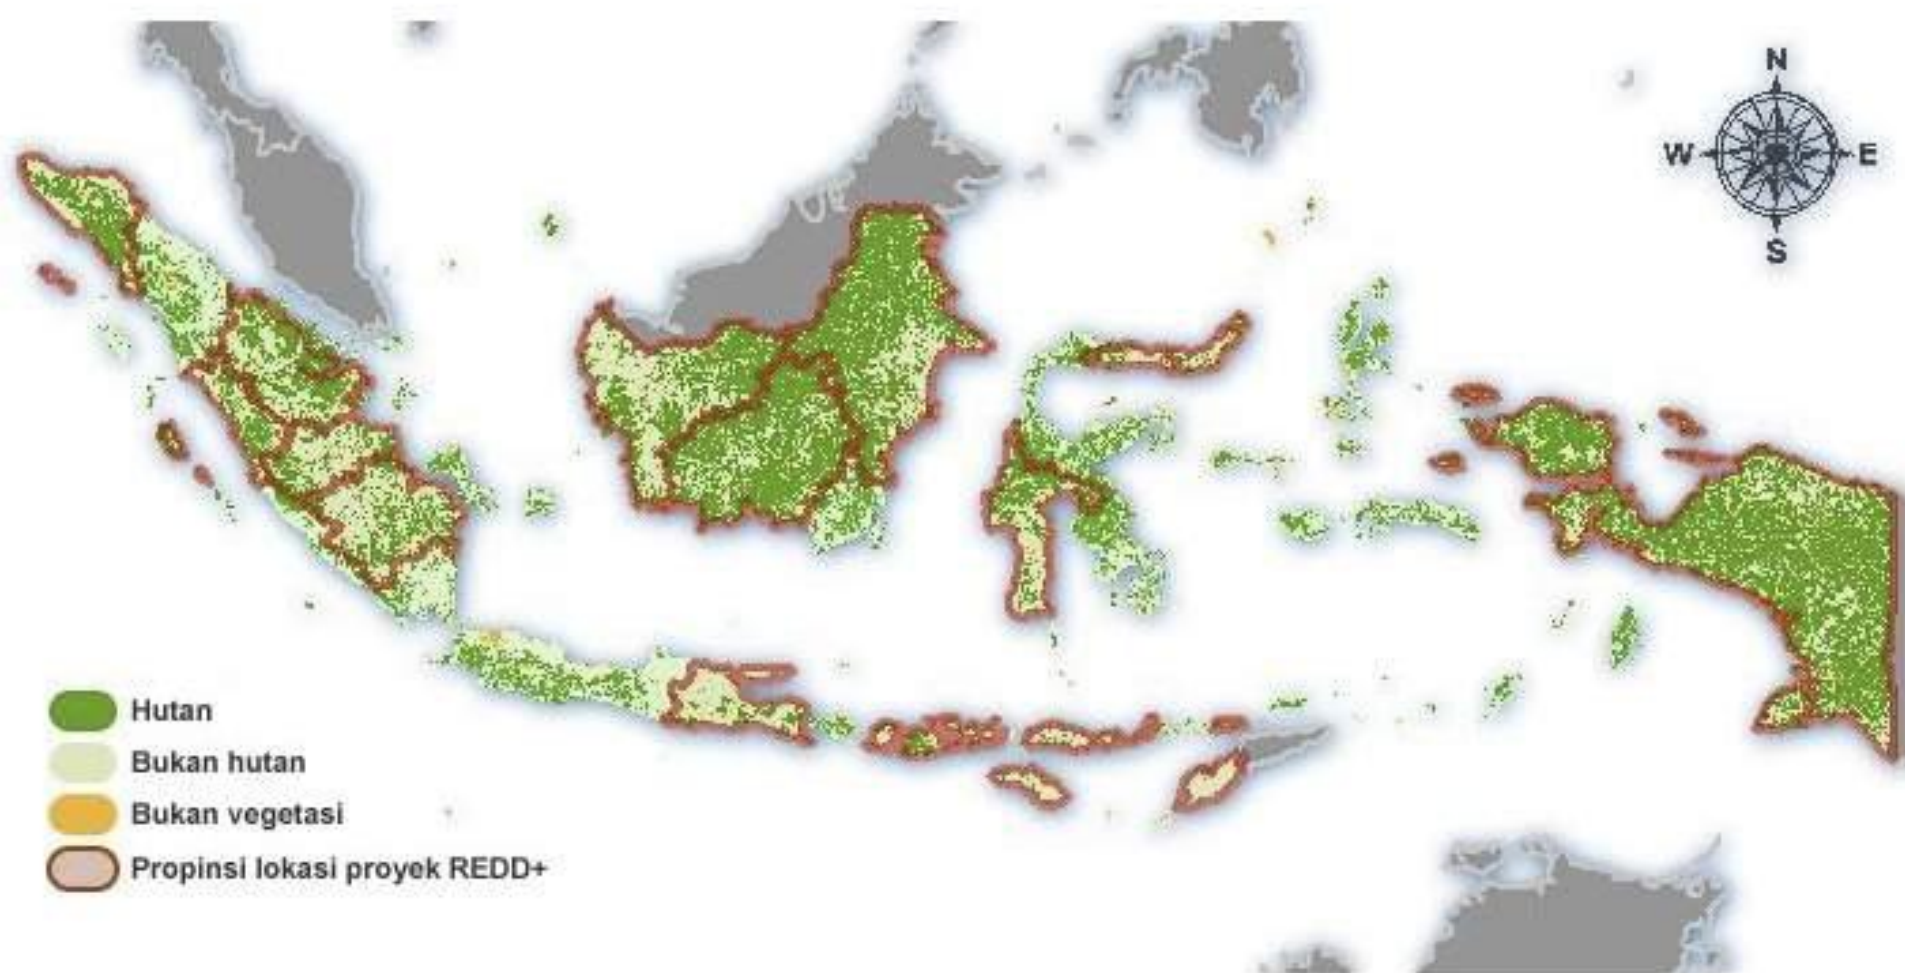 N
W E
S
Hutan
Bukan hutan
Bukan vegetasi
Propinsi lokasi proyek REDD+